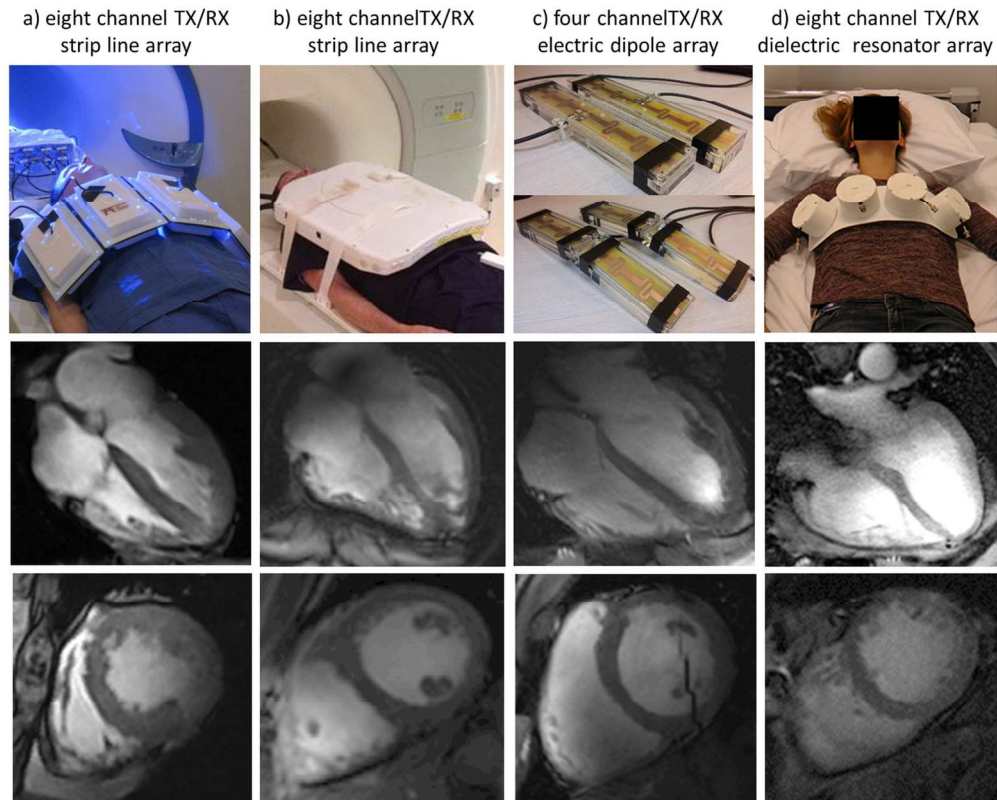 a) eight channel TX/RX
strip line array
b) eight channelTX/RX
strip line array
c) four channelTX/RX
electric dipole array
d) eight channel TX/RX
dielectric resonator array